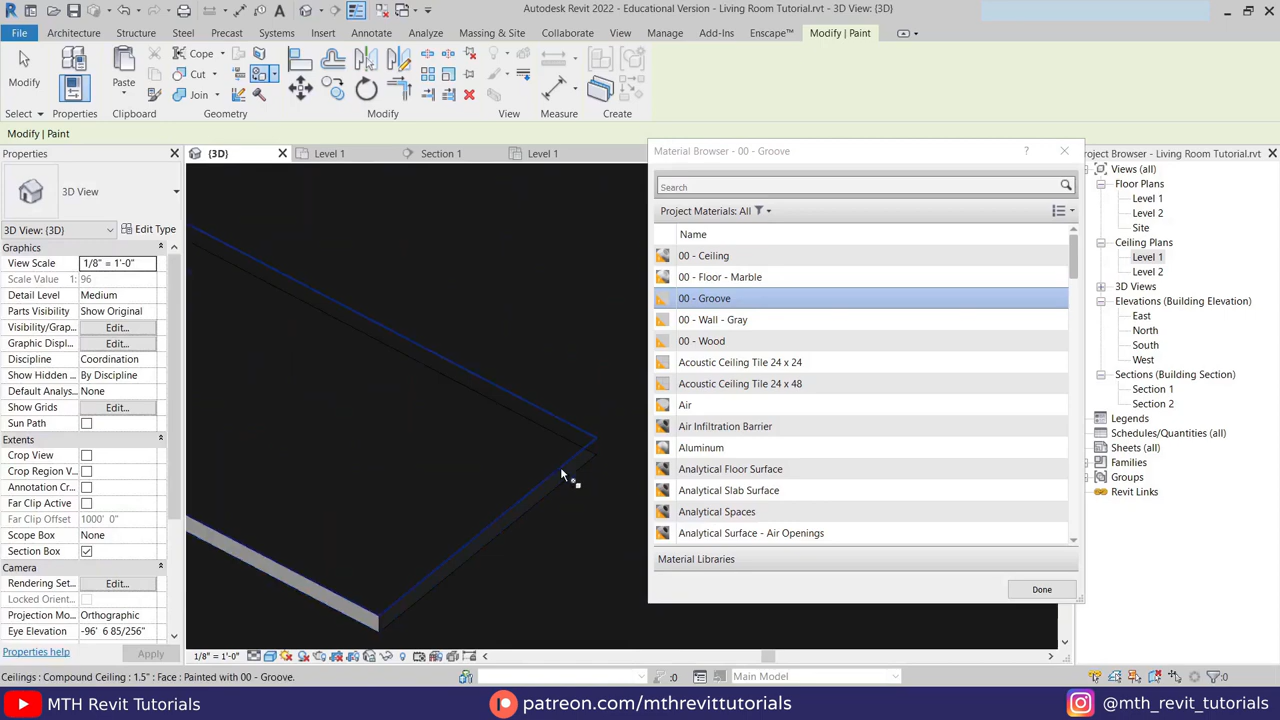 Autodesk Revit 2022 - Educational Version - Living Room Tutorial.rvt - 3D View: {3D}
File Architecture Structure Steel Precast Systems Insert Annotate Analyze Massing & Site Collaborate View Manage Add-Ins Enscape™ Modify | Paint
Modify
Paste
Cope
Cut
Join
Select Properties Clipboard Geometry Modify View Measure Create
Modify | Paint
Properties
{3D} Level 1 Section 1 Level 1
3D View
3D View: {3D} Edit Type
Graphics
View Scale 1/8" = 1'-0"
Scale Value 1: 96
Detail Level Medium
Parts Visibility Show Original
Visibility/Grap... Edit...
Graphic Displ... Edit...
Discipline Coordination
Show Hidden ... By Discipline
Default Analys... None
Show Grids Edit...
Sun Path
Extents
Crop View
Crop Region V...
Annotation Cr...
Far Clip Active
Far Clip Offset 1000' 0"
Scope Box None
Section Box
Camera
Rendering Set... Edit...
Locked Orient...
Projection Mo... Orthographic
Eye Elevation -96' 6 85/256"
Properties help Apply
Material Browser - 00 - Groove ?
Search
Project Materials: All
Name
00 - Ceiling
00 - Floor - Marble
00 - Groove
00 - Wall - Gray
00 - Wood
Acoustic Ceiling Tile 24 x 24
Acoustic Ceiling Tile 24 x 48
Air
Air Infiltration Barrier
Aluminum
Analytical Floor Surface
Analytical Slab Surface
Analytical Spaces
Analytical Surface - Air Openings
Material Libraries
Done
roject Browser - Living Room Tutorial.rvt
Views (all)
Floor Plans
Level 1
Level 2
Site
Ceiling Plans
Level 1
Level 2
3D Views
Elevations (Building Elevation)
East
North
South
West
Sections (Building Section)
Section 1
Section 2
Legends
Schedules/Quantities (all)
Sheets (all)
Families
Groups
Revit Links
1/8" = 1'-0"
Ceilings : Compound Ceiling : 1.5" : Face : Painted with 00 - Groove. :0 Main Model :0
MTH Revit Tutorials patreon.com/mthrevittutorials @mth_revit_tutorials